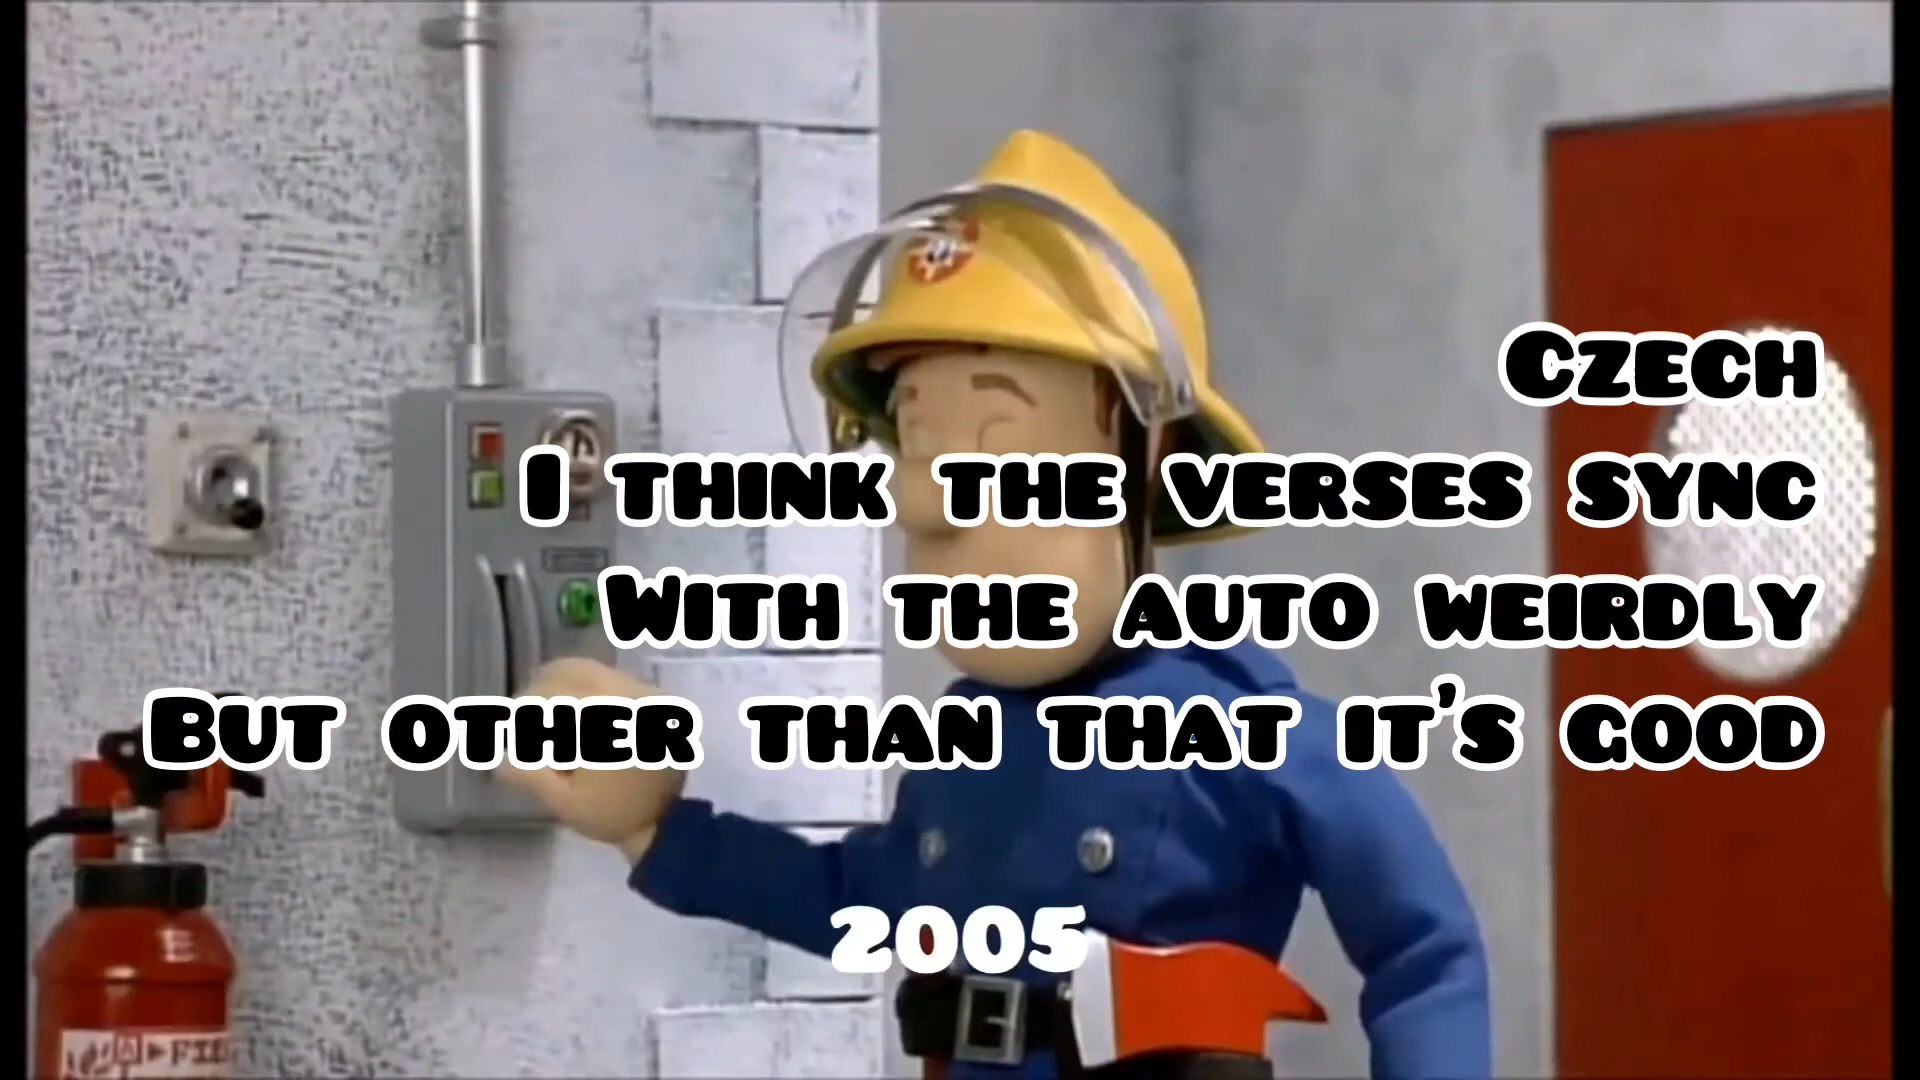 Czech
I think the verses sync
With the auto weirdly
But other than that it's good
2005